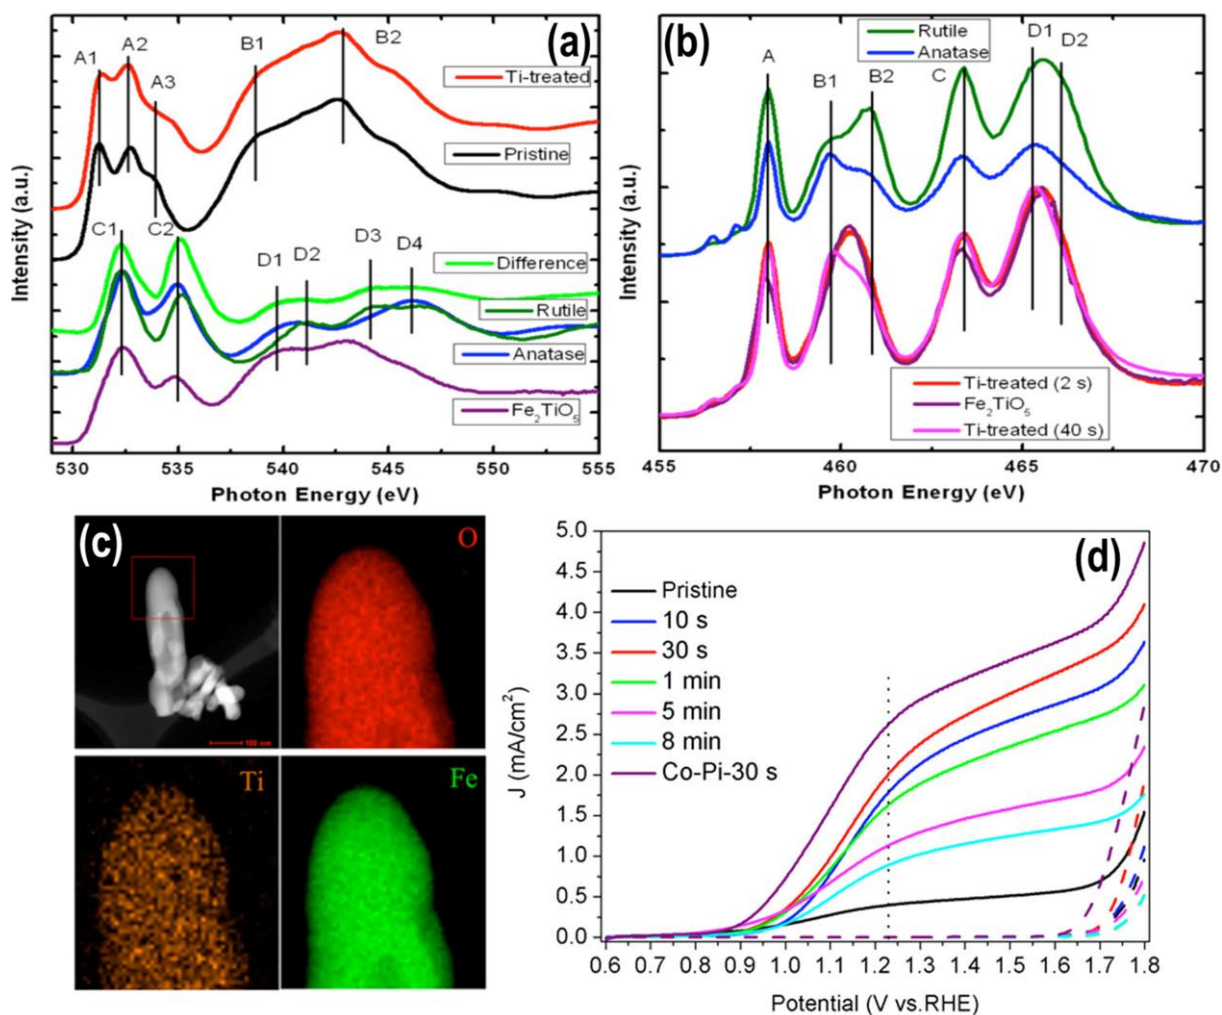 (a)
A1
A2
A3
B1
B2
Ti-treated
Pristine
C1
C2
D1
D2
D3
D4
Difference
Rutile
Anatase
Fe₂TiO₅
Intensity (a.u.)
530
535
540
545
550
555
Photon Energy (eV)
(b)
Rutile
Anatase
A
B1
B2
C
D1
D2
Ti-treated (2 s)
Fe₂TiO₅
Ti-treated (40 s)
Intensity (a.u.)
455
460
465
470
Photon Energy (eV)
(c)
O
Ti
Fe
100 nm
(d)
5.0
4.5
4.0
3.5
3.0
2.5
2.0
1.5
1.0
0.5
0.0
J (mA/cm²)
Pristine
10 s
30 s
1 min
5 min
8 min
Co-Pi-30 s
0.6
0.7
0.8
0.9
1.0
1.1
1.2
1.3
1.4
1.5
1.6
1.7
1.8
Potential (V vs.RHE)